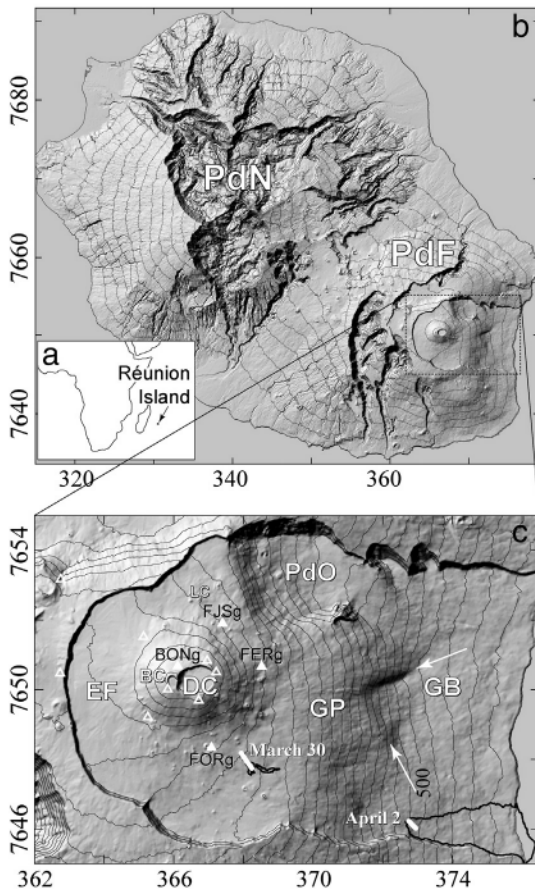 b
7680
PdN
7660
PdF
a
Réunion
Island
7640
320
340
360
c
7654
PdO
LC
FJSg
BONg
FERg
BC
DC
7650
EF
GP
GB
March 30
FORg
500
April 2
7646
362
366
370
374